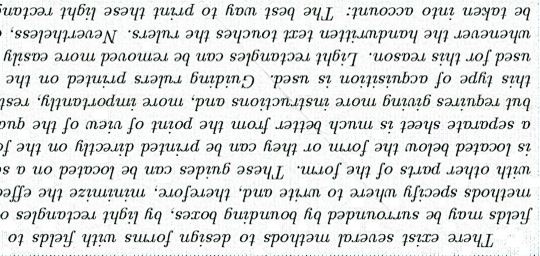 There exist several methods to design forms with fields to
fields may be surrounded by bounding boxes, by light rectangles o
methods specify where to write and, therefore, minimize the effe
with other parts of the form. These guides can be located on a s
is located below the form or they can be printed directly on the f
a separate sheet is much better from the point of view of the qua
but requires giving more instructions and, more importantly, rest
this type of acquisition is used. Guiding rulers printed on the
used for this reason. Light rectangles can be removed more easily
whenever the handwritten text touches the rulers. Nevertheless,
be taken into account: The best way to print these light rectan